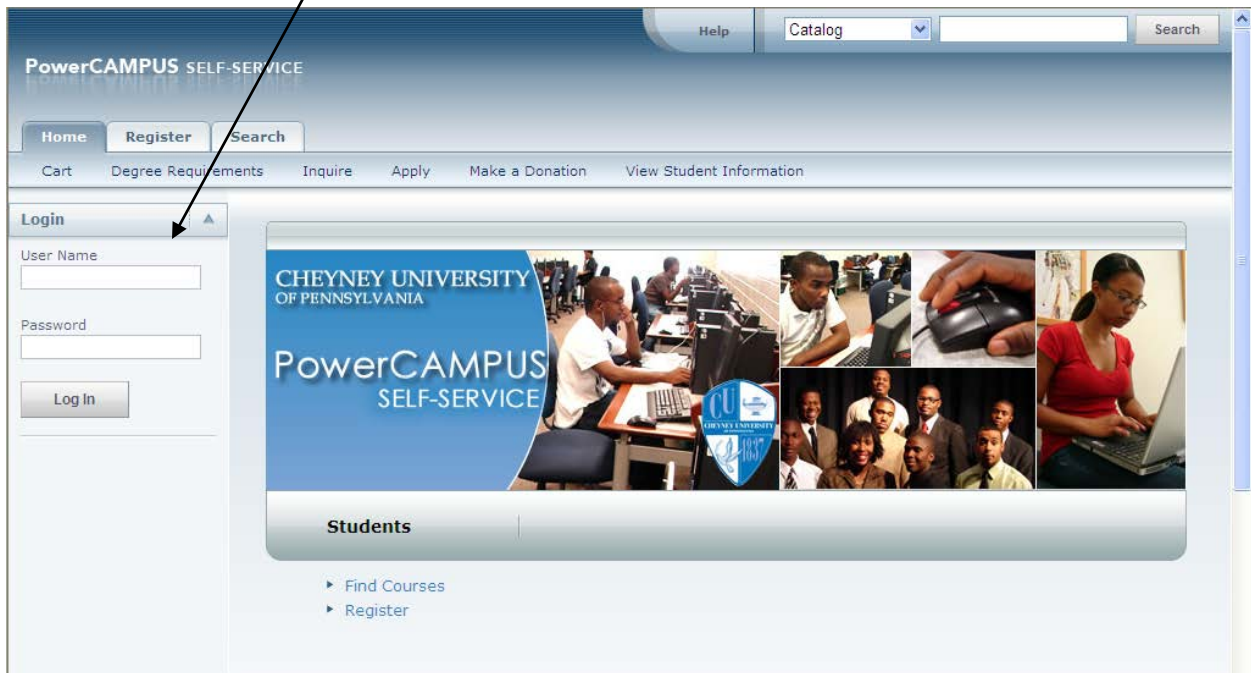 Help Catalog Search
PowerCAMPUS SELF-SERVICE
Home Register Search
Cart Degree Requirements Inquire Apply Make a Donation View Student Information
Login
User Name
Password
Log In
CHEYNEY UNIVERSITY
OF PENNSYLVANIA
PowerCAMPUS
SELF-SERVICE
CU
CHEYNEY UNIVERSITY
1837
Students
Find Courses
Register